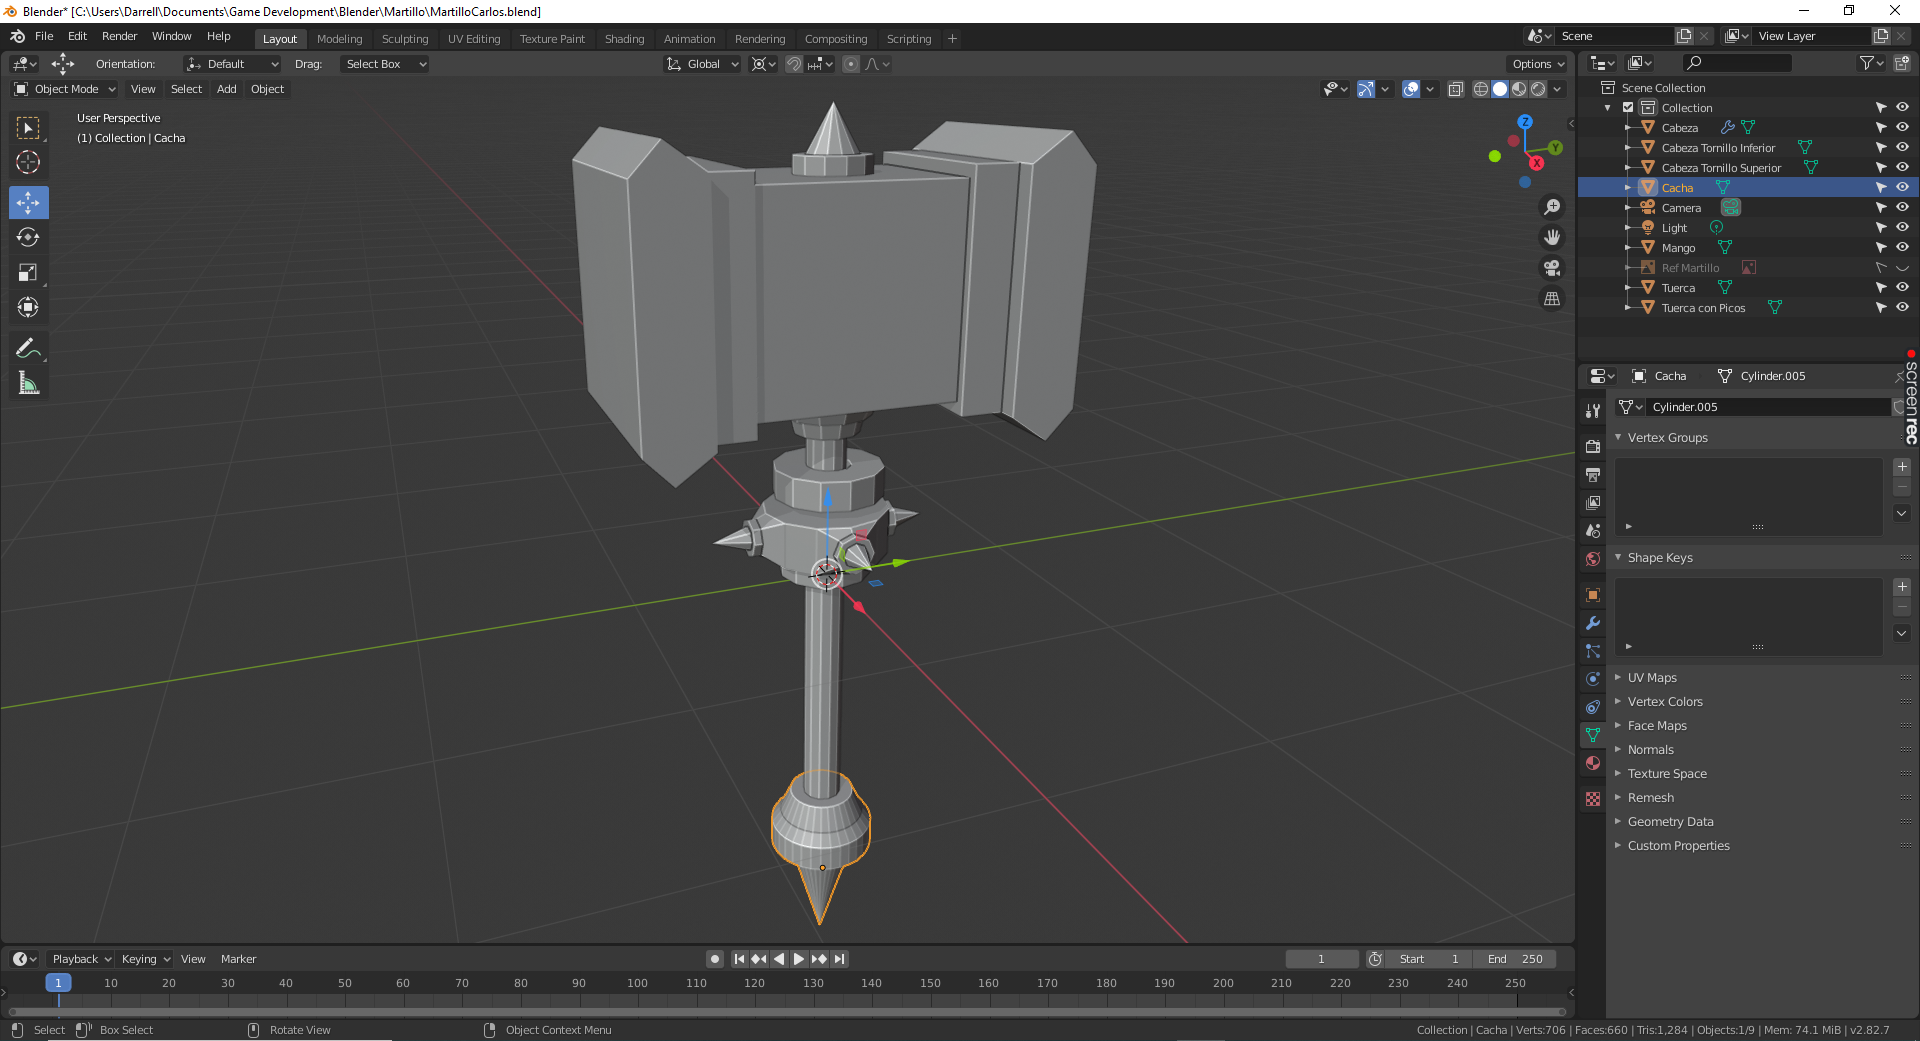 Blender* [C:\Users\Darrell\Documents\Game Development\Blender\Martillo\MartilloCarlos.blend]
File Edit Render Window Help Layout Modeling Sculpting UV Editing Texture Paint Shading Animation Rendering Compositing Scripting + Scene View Layer
Orientation: Default Drag: Select Box Global Options
Object Mode View Select Add Object
User Perspective
(1) Collection | Cacha
Z
Y
X
Scene Collection
Collection
Cabeza
Cabeza Tornillo Inferior
Cabeza Tornillo Superior
Cacha
Camera
Light
Mango
Ref Martillo
Tuerca
Tuerca con Picos
screenrec
Cacha Cylinder.005
Cylinder.005
Vertex Groups
Shape Keys
UV Maps
Vertex Colors
Face Maps
Normals
Texture Space
Remesh
Geometry Data
Custom Properties
Playback Keying View Marker 1 Start 1 End 250
1 10 20 30 40 50 60 70 80 90 100 110 120 130 140 150 160 170 180 190 200 210 220 230 240 250
Select Box Select Rotate View Object Context Menu Collection | Cacha | Verts:706 | Faces:660 | Tris:1,284 | Objects:1/9 | Mem: 74.1 MiB | v2.82.7